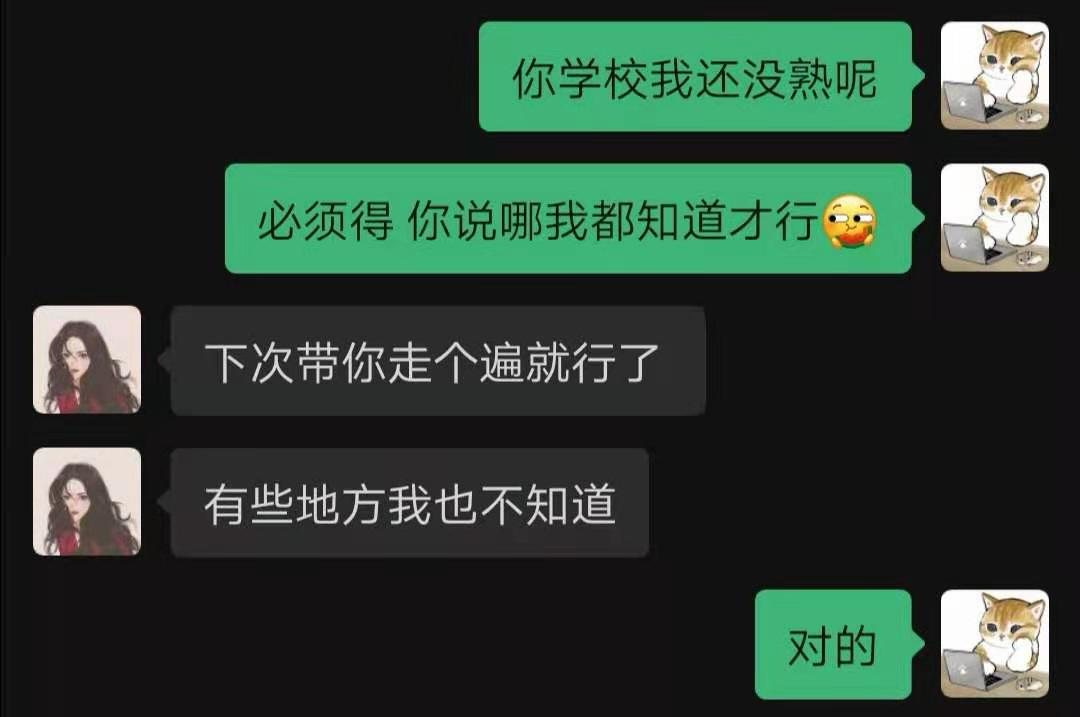 你学校我还没熟呢
必须得 你说哪我都知道才行
下次带你走个遍就行了
有些地方我也不知道
对的